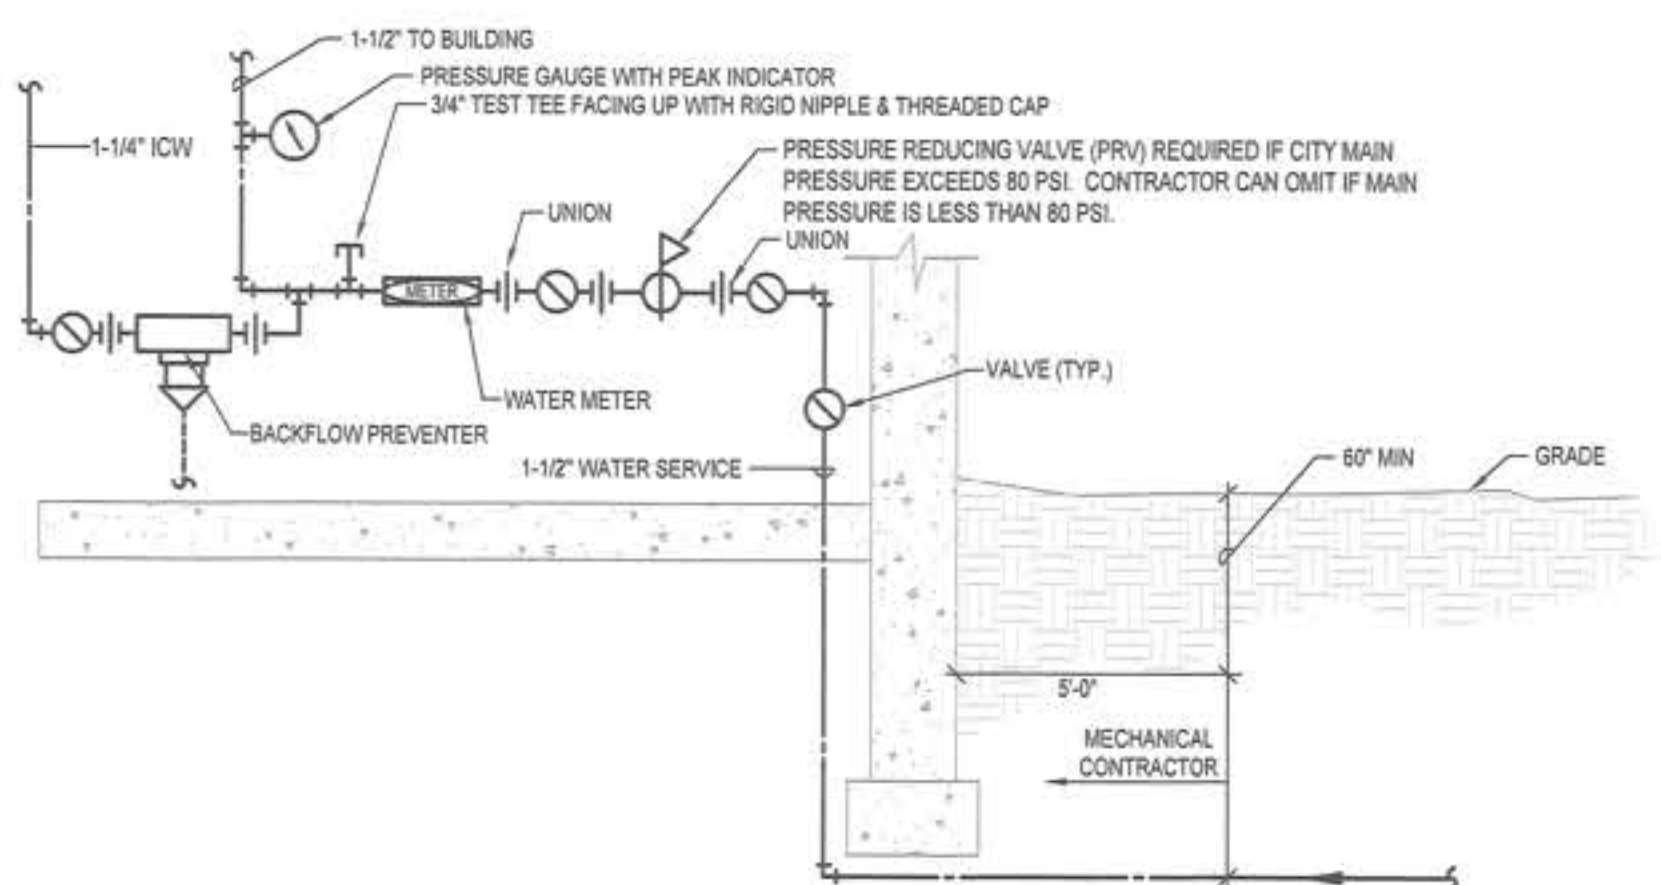 1-1/2" TO BUILDING
PRESSURE GAUGE WITH PEAK INDICATOR
3/4" TEST TEE FACING UP WITH RIGID NIPPLE & THREADED CAP
1-1/4" ICW
PRESSURE REDUCING VALVE (PRV) REQUIRED IF CITY MAIN
PRESSURE EXCEEDS 80 PSI. CONTRACTOR CAN OMIT IF MAIN
PRESSURE IS LESS THAN 80 PSI.
UNION
UNION
METER
VALVE (TYP.)
WATER METER
BACKFLOW PREVENTER
1-1/2" WATER SERVICE
60" MIN
GRADE
5'-0"
MECHANICAL
CONTRACTOR